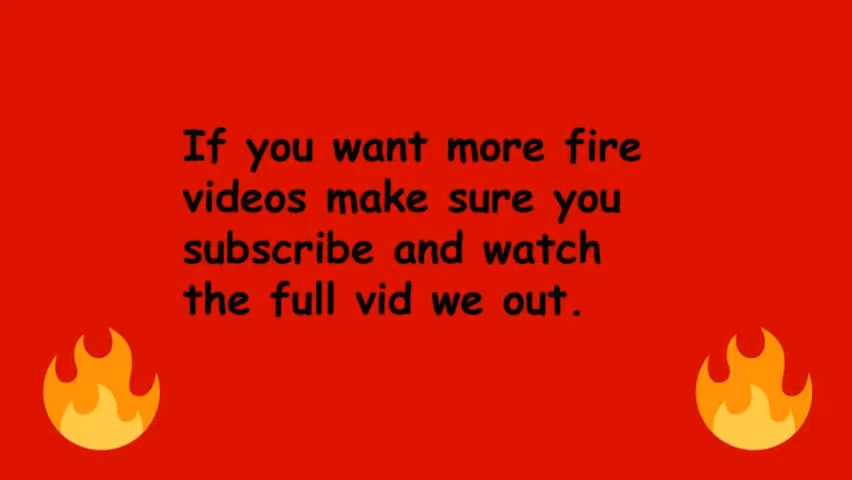 If you want more fire
videos make sure you
subscribe and watch
the full vid we out.